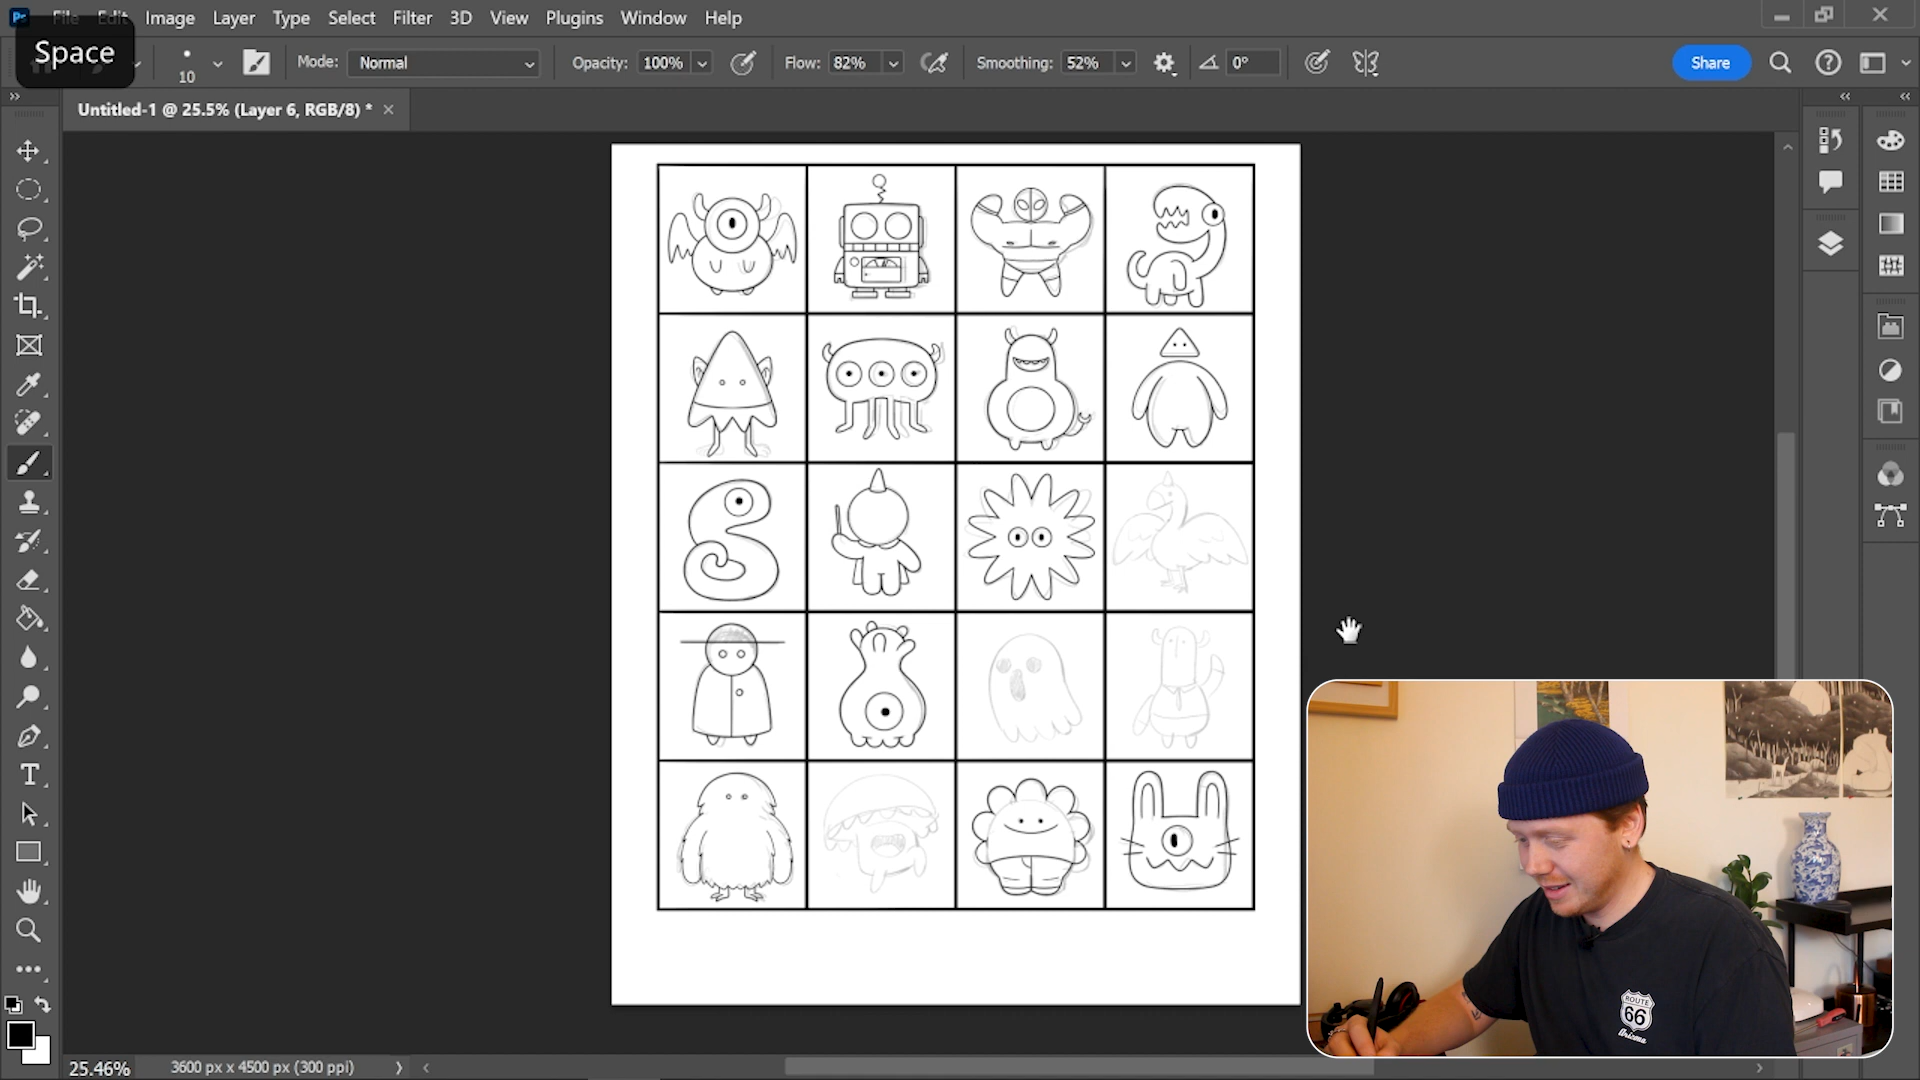 File Edit Image Layer Type Select Filter 3D View Plugins Window Help
Space
10 Mode: Normal Opacity: 100% Flow: 82% Smoothing: 52% 0° Share
Untitled-1 @ 25.5% (Layer 6, RGB/8) *
ROUTE
66
Arizona
25.46% 3600 px x 4500 px (300 ppi)